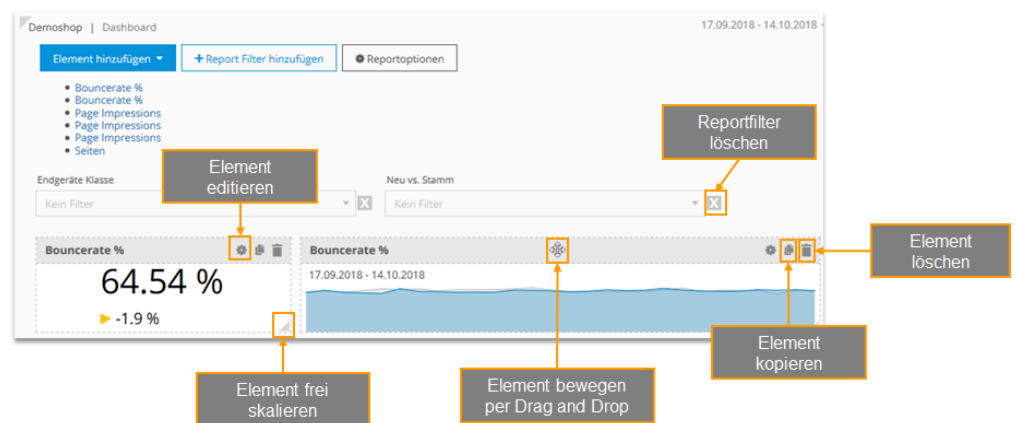 Demoshop | Dashboard
17.09.2018 - 14.10.2018
Element hinzufügen
+ Report Filter hinzufügen
Reportoptionen
• Bouncerate %
• Bouncerate %
• Page Impressions
• Page Impressions
• Page Impressions
• Seiten
Reportfilter
löschen
Element
editieren
Endgeräte Klasse
Neu vs. Stamm
Kein Filter
X
Kein Filter
X
Bouncerate %
Bouncerate %
Element
löschen
64.54 %
-1.9 %
17.09.2018 - 14.10.2018
Element
kopieren
Element frei
skalieren
Element bewegen
per Drag and Drop